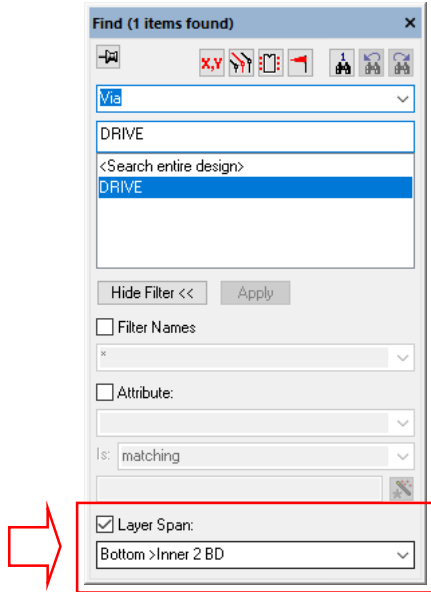 Find (1 items found)
X,Y
1
Via
DRIVE
<Search entire design>
DRIVE
Hide Filter <<
Apply
Filter Names
*
Attribute:
Is:
matching
Layer Span:
Bottom >Inner 2 BD